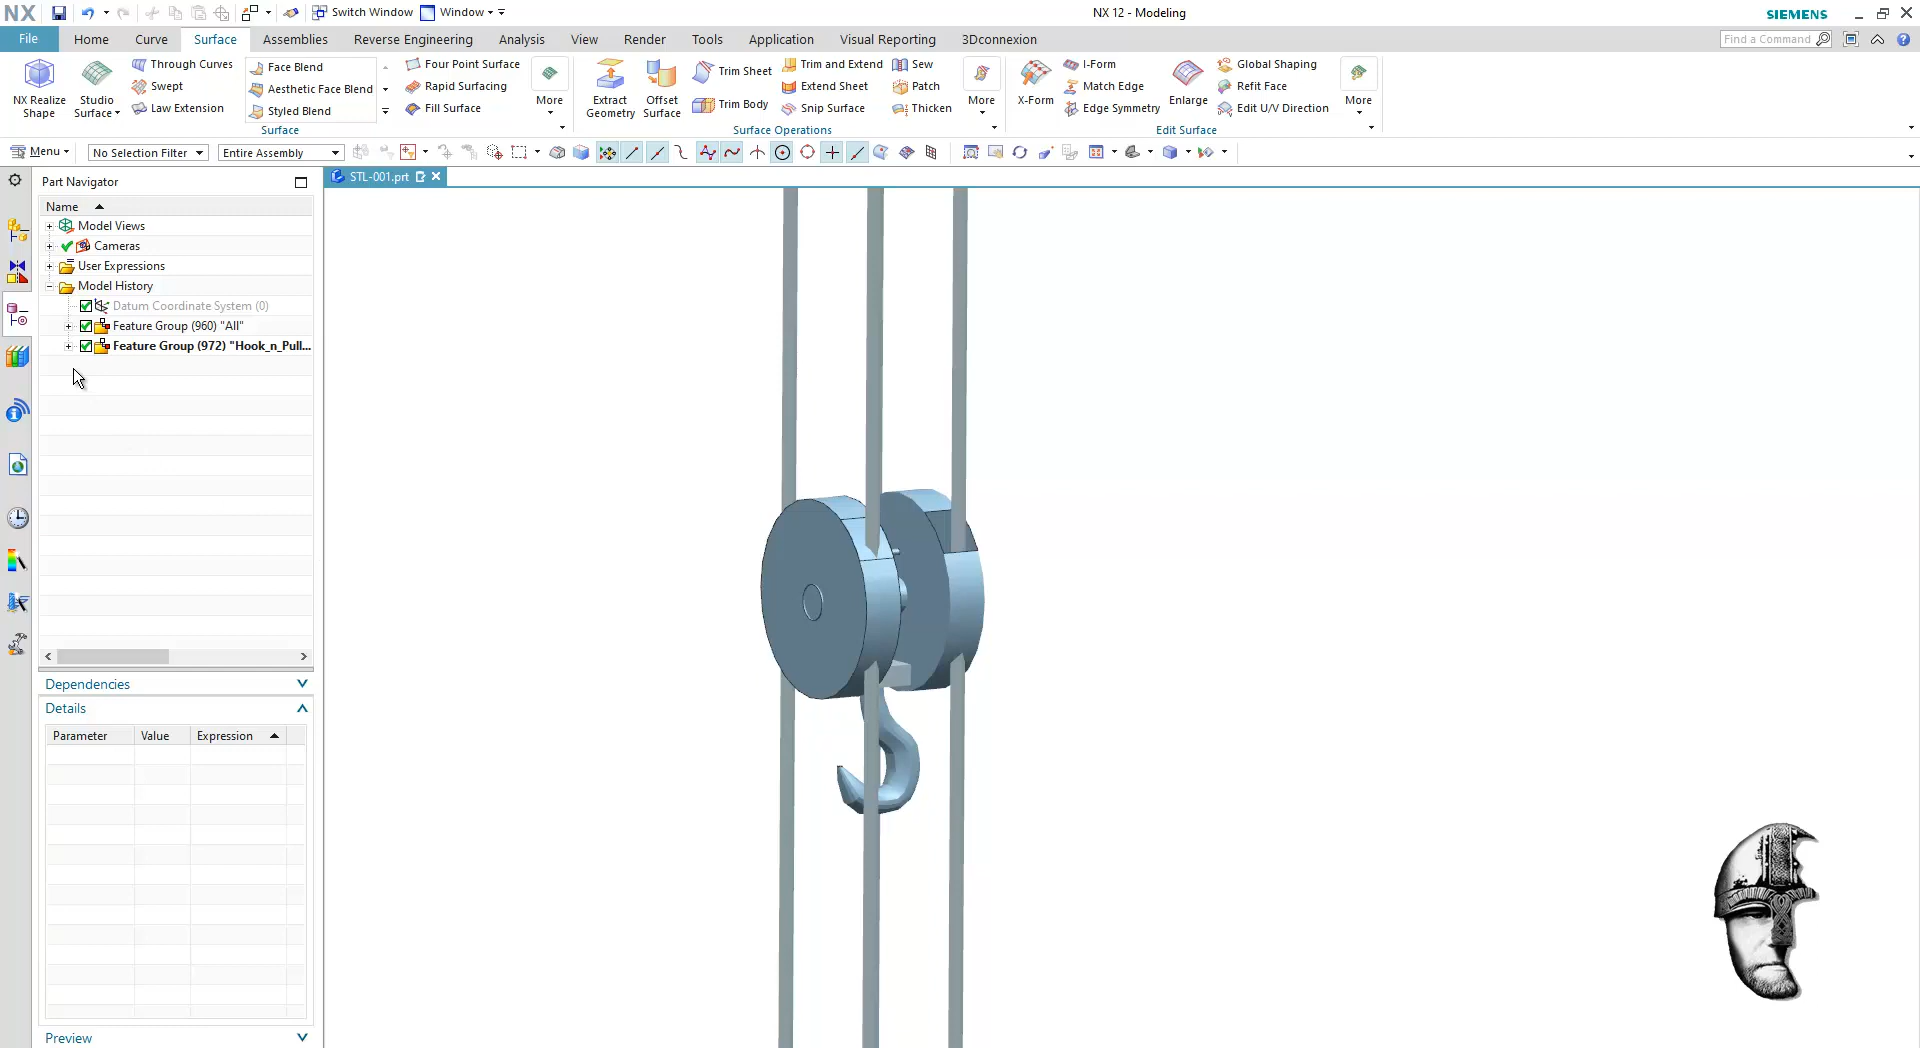 NX
Switch Window
Window
NX 12 - Modeling
SIEMENS
File
Home
Curve
Surface
Assemblies
Reverse Engineering
Analysis
View
Render
Tools
Application
Visual Reporting
3Dconnexion
Find a Command
NX Realize
Shape
Studio
Surface
Through Curves
Swept
Law Extension
Face Blend
Aesthetic Face Blend
Styled Blend
Four Point Surface
Rapid Surfacing
Fill Surface
More
Surface
Extract
Geometry
Offset
Surface
Trim Sheet
Trim Body
Trim and Extend
Extend Sheet
Snip Surface
Sew
Patch
Thicken
More
Surface Operations
X-Form
I-Form
Match Edge
Edge Symmetry
Enlarge
Global Shaping
Refit Face
Edit U/V Direction
More
Edit Surface
Menu
No Selection Filter
Entire Assembly
Part Navigator
STL-001.prt
Name
Model Views
Cameras
User Expressions
Model History
Datum Coordinate System (0)
Feature Group (960) "All"
Feature Group (972) "Hook_n_Pull...
Dependencies
Details
Parameter
Value
Expression
Preview